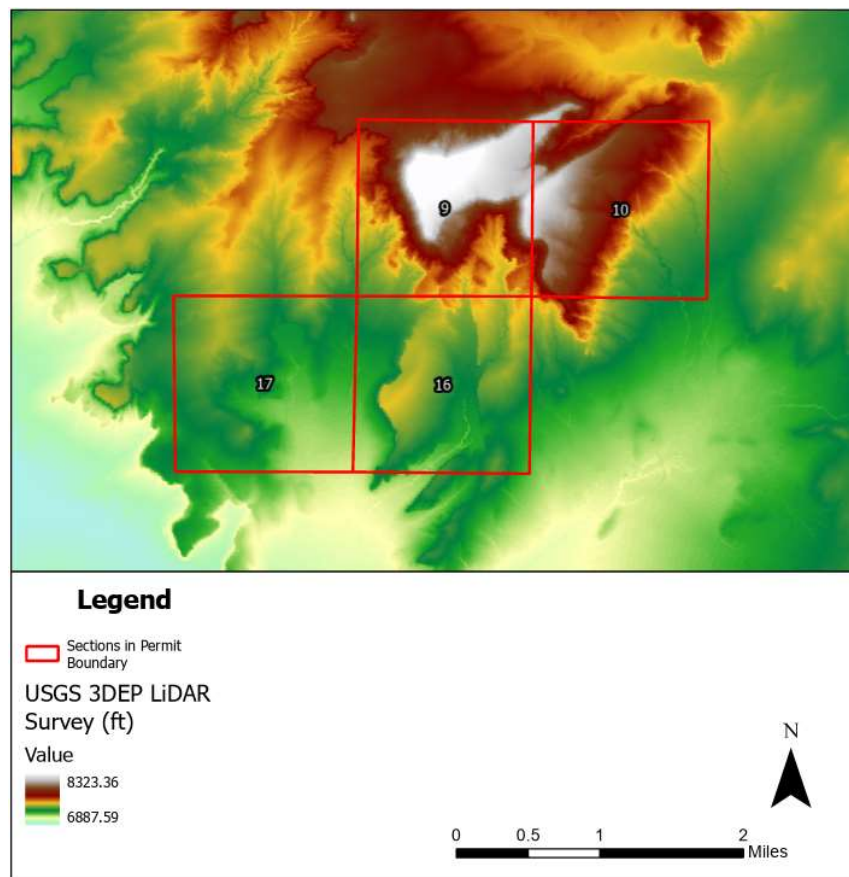 9
10
17
16
Legend
Sections in Permit
Boundary
USGS 3DEP LiDAR
Survey (ft)
Value
8323.36
6887.59
N
0 0.5 1 2
Miles